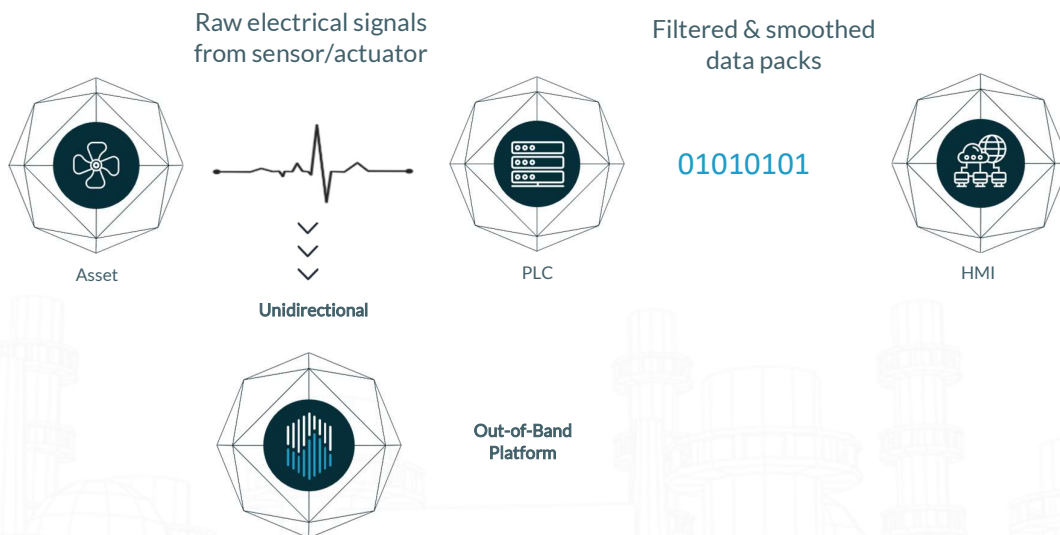 Raw electrical signals
from sensor/actuator
Filtered & smoothed
data packs
01010101
Asset
PLC
HMI
Unidirectional
Out-of-Band
Platform